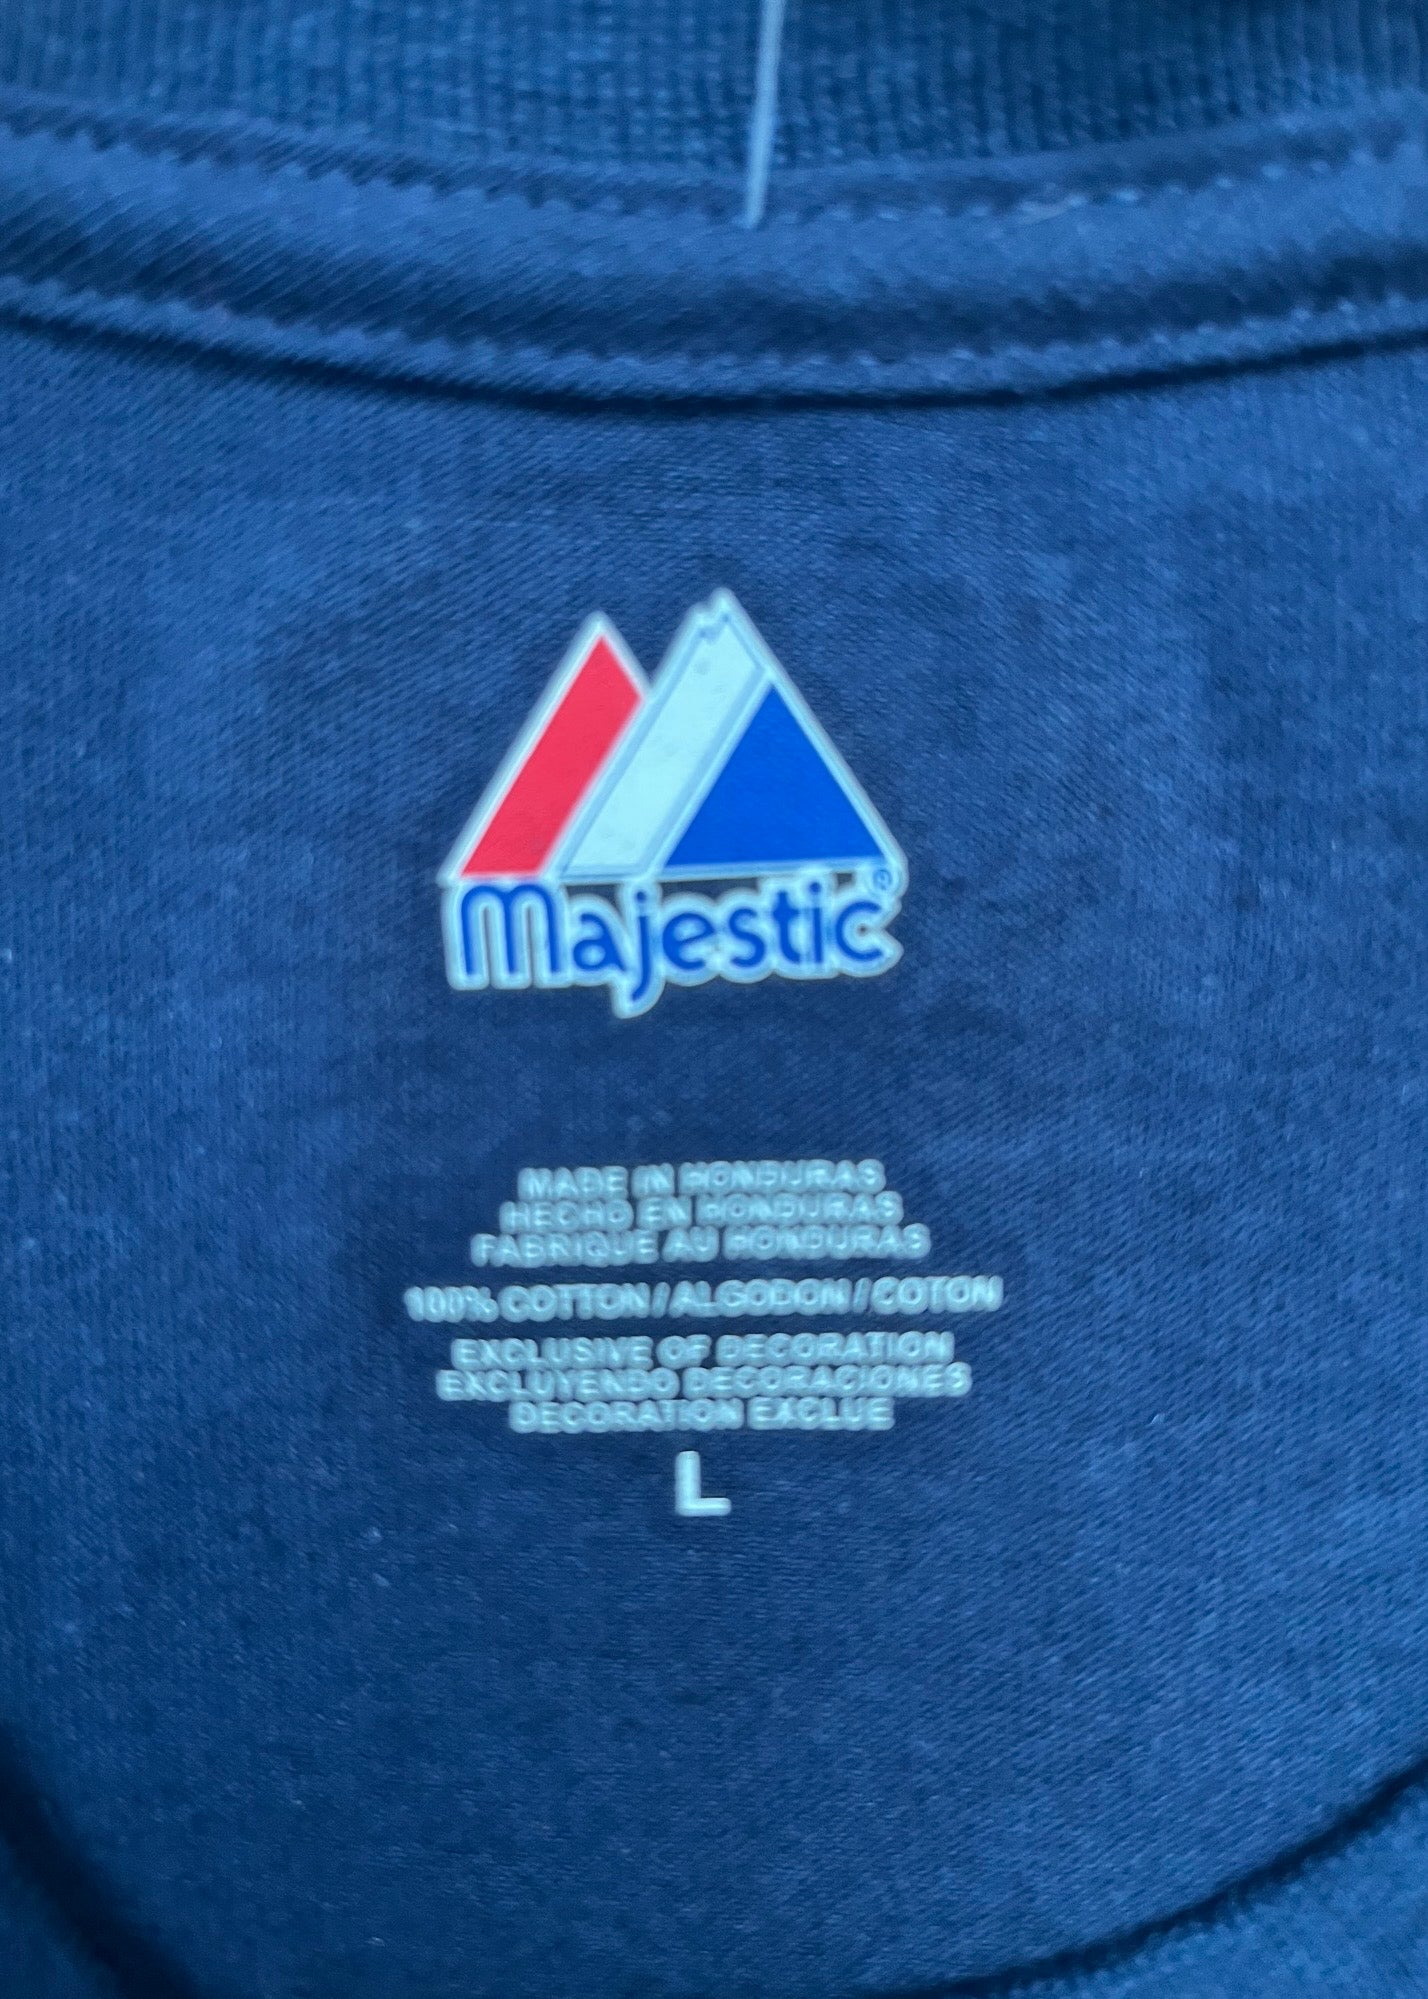 Majestic®
MADE IN HONDURAS
HECHO EN HONDURAS
FABRIQUE AU HONDURAS
100% COTTON / ALGODON / COTON
EXCLUSIVE OF DECORATION
EXCLUYENDO DECORACIONES
DECORATION EXCLUE
L